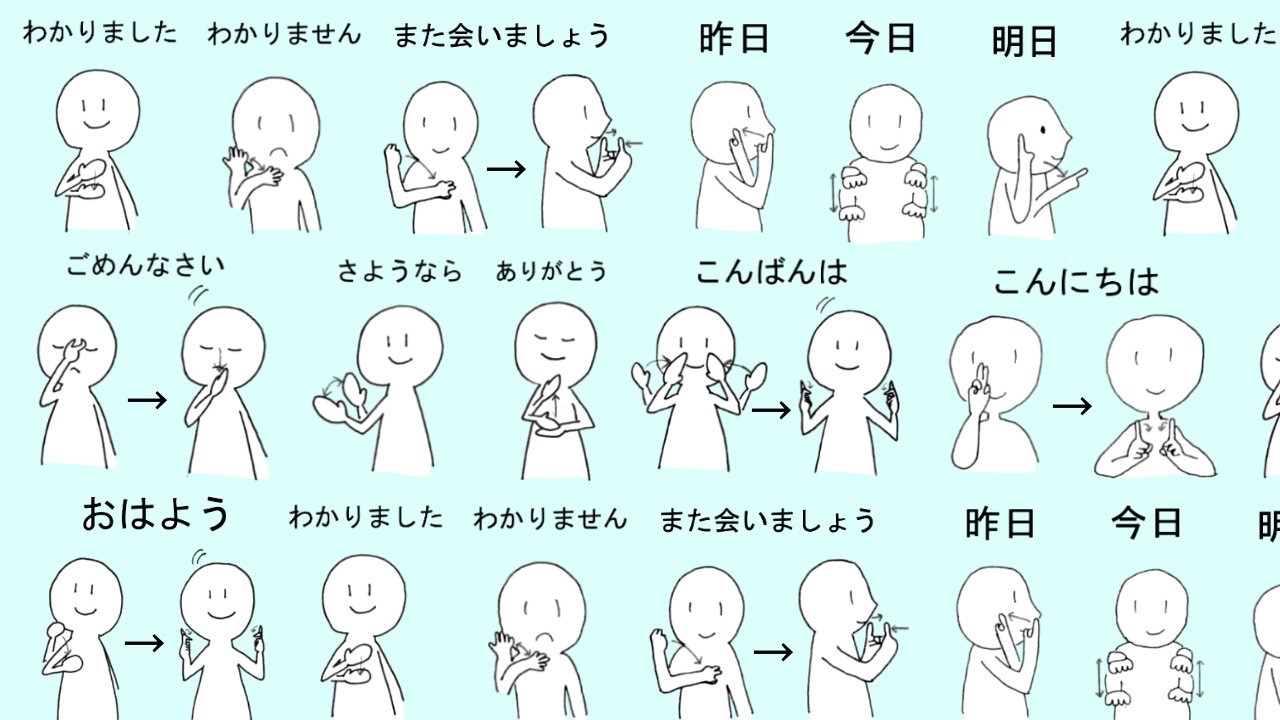 わかりました
わかりません
また会いましょう
昨日
今日
明日
わかりました
ごめんなさい
さようなら
ありがとう
こんばんは
こんにちは
おはよう
わかりました
わかりません
また会いましょう
昨日
今日
明